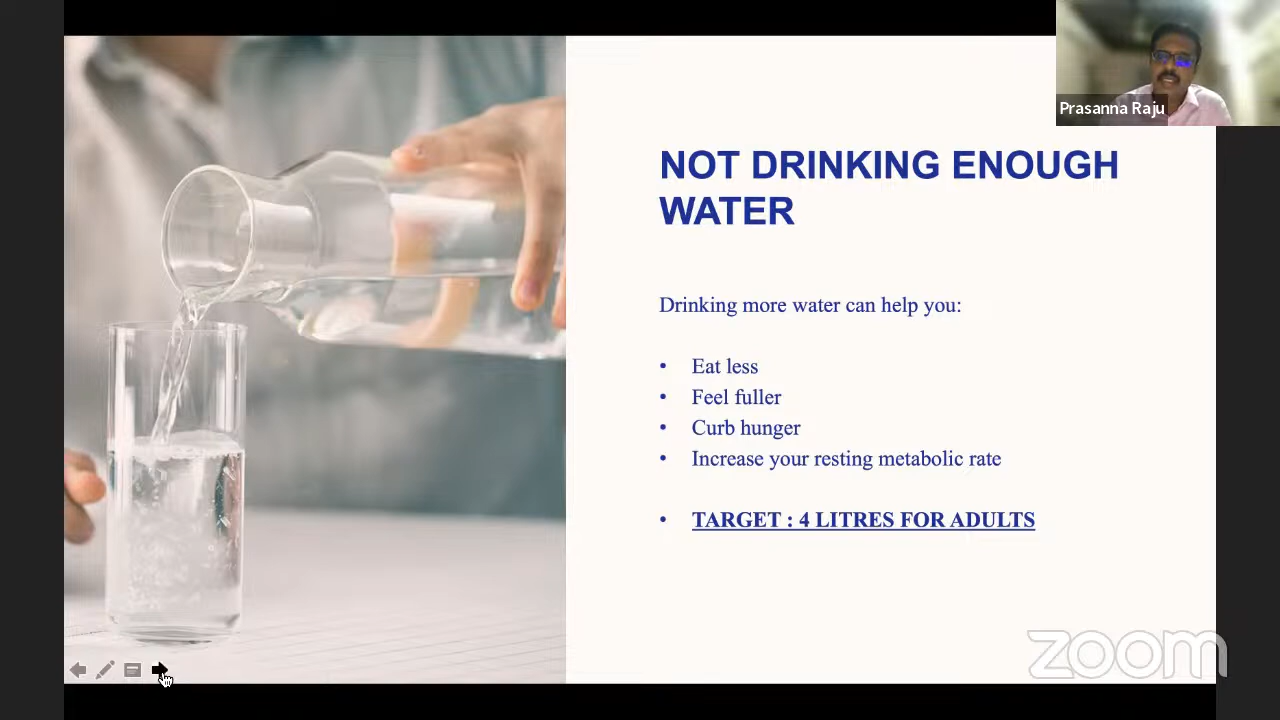 Prasanna Raju
NOT DRINKING ENOUGH
WATER
Drinking more water can help you:
• Eat less
• Feel fuller
• Curb hunger
• Increase your resting metabolic rate
• TARGET : 4 LITRES FOR ADULTS
zoom